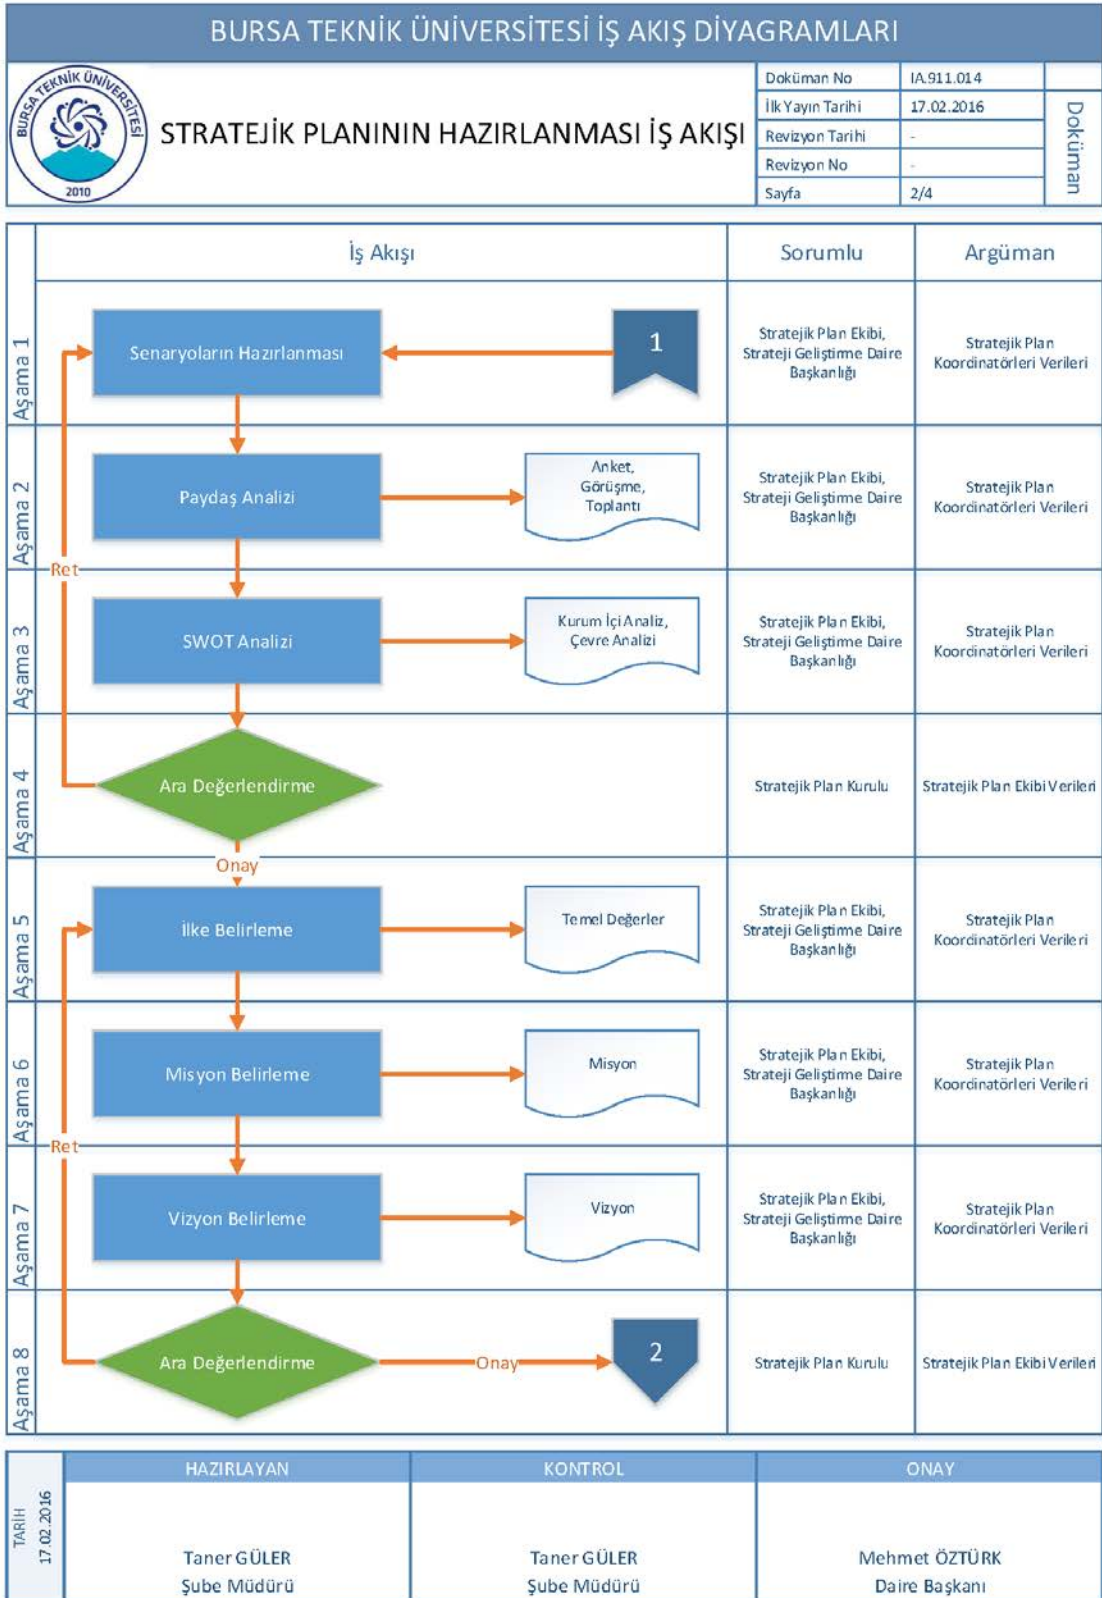 BURSA TEKNİK ÜNİVERSİTESİ İŞ AKIŞ DİYAGRAMLARI
BURSA TEKNİK ÜNİVERSİTESİ
2010
STRATEJİK PLANININ HAZIRLANMASI İŞ AKIŞI
Doküman No IA.911.014
İlk Yayın Tarihi 17.02.2016
Revizyon Tarihi -
Revizyon No -
Sayfa 2/4
Doküman
İş Akışı Sorumlu Argüman
Aşama 1
Senaryoların Hazırlanması
1
Stratejik Plan Ekibi,
Strateji Geliştirme Daire
Başkanlığı
Stratejik Plan
Koordinatörleri Verileri
Aşama 2
Paydaş Analizi
Anket,
Görüşme,
Toplantı
Stratejik Plan Ekibi,
Strateji Geliştirme Daire
Başkanlığı
Stratejik Plan
Koordinatörleri Verileri
Ret
Aşama 3
SWOT Analizi
Kurum İçi Analiz,
Çevre Analizi
Stratejik Plan Ekibi,
Strateji Geliştirme Daire
Başkanlığı
Stratejik Plan
Koordinatörleri Verileri
Aşama 4
Ara Değerlendirme
Stratejik Plan Kurulu
Stratejik Plan Ekibi Verileri
Onay
Aşama 5
İlke Belirleme
Temel Değerler
Stratejik Plan Ekibi,
Strateji Geliştirme Daire
Başkanlığı
Stratejik Plan
Koordinatörleri Verileri
Aşama 6
Misyon Belirleme
Misyon
Stratejik Plan Ekibi,
Strateji Geliştirme Daire
Başkanlığı
Stratejik Plan
Koordinatörleri Verileri
Ret
Aşama 7
Vizyon Belirleme
Vizyon
Stratejik Plan Ekibi,
Strateji Geliştirme Daire
Başkanlığı
Stratejik Plan
Koordinatörleri Verileri
Aşama 8
Ara Değerlendirme
Onay
2
Stratejik Plan Kurulu
Stratejik Plan Ekibi Verileri
TARİH
17.02.2016
HAZIRLAYAN KONTROL ONAY
Taner GÜLER Taner GÜLER Mehmet ÖZTÜRK
Şube Müdürü Şube Müdürü Daire Başkanı